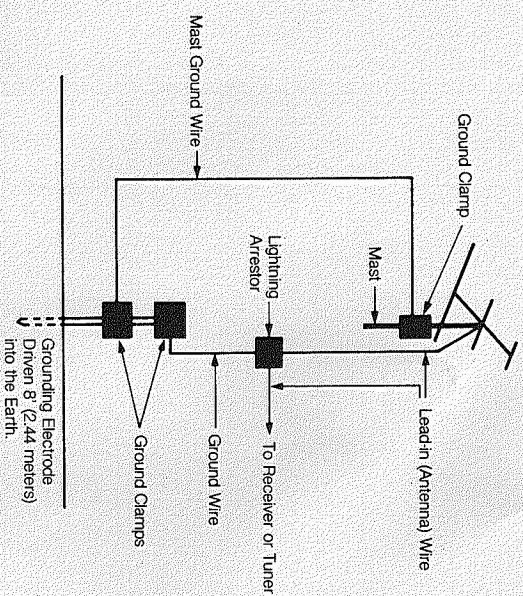 Ground Clamp
Mast
Lead-in (Antenna) Wire
Mast Ground Wire
Lightning
Arrestor
To Receiver or Tuner
Ground Wire
Ground Clamps
Grounding Electrode
Driven 8' (2.44 meters)
into the Earth.